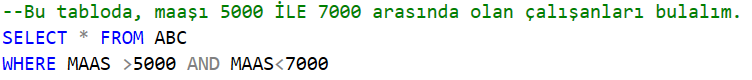 --Bu tabloda, maaşı 5000 İLE 7000 arasında olan çalışanları bulalım.
SELECT * FROM ABC
WHERE MAAS >5000 AND MAAS<7000